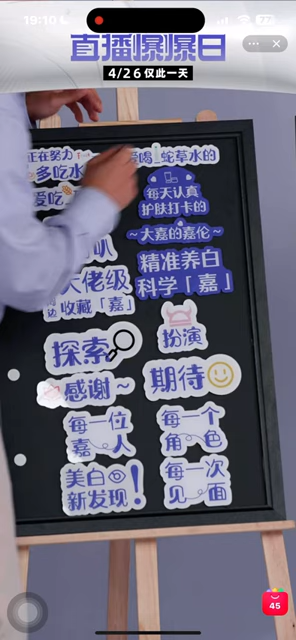 19:10
77
直播爆爆日
4/26仅此一天
正在努力
爱喝 蛇草水的
多吃水
爱吃
每天认真
护肤打卡的
～大嘉的嘉伦～
大佬级
收藏「嘉」
精准养白
科学「嘉」
探索
扮演
感谢～
期待
每一位
嘉 人
每一个
角 色
美白
新发现！
每一次
见 面
45